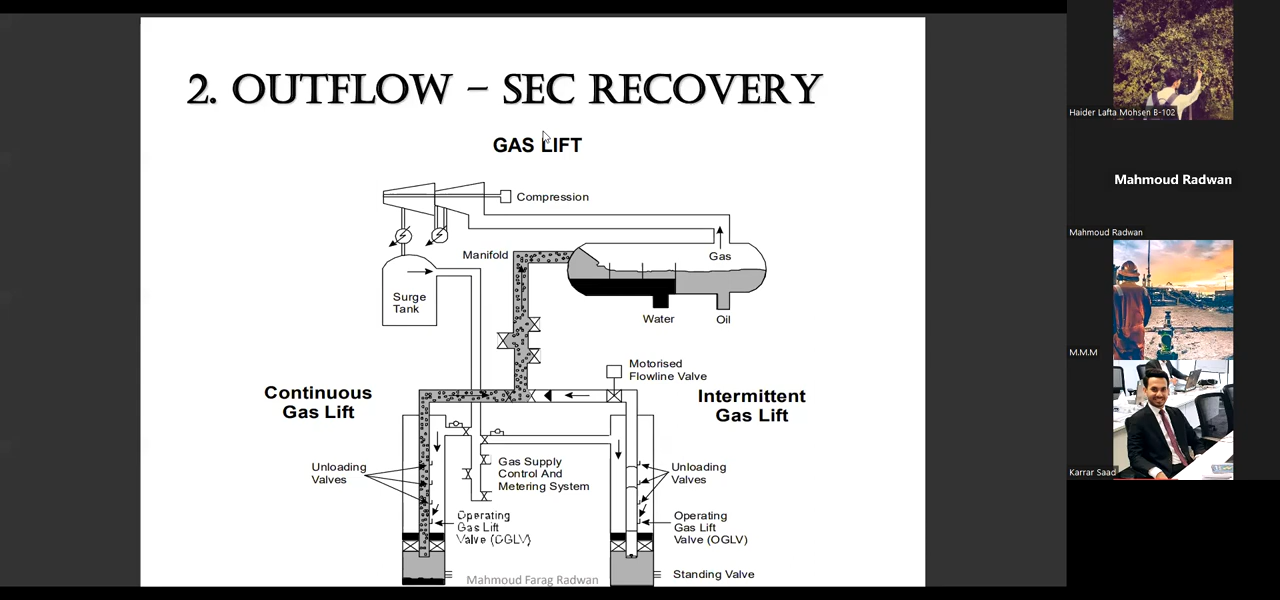 2. OUTFLOW – SEC RECOVERY
GAS LIFT
Compression
Manifold
Gas
Surge
Tank
Water
Oil
Motorised
Flowline Valve
Continuous
Gas Lift
Intermittent
Gas Lift
Unloading
Valves
Gas Supply
Control And
Metering System
Unloading
Valves
Operating
Gas Lift
Valve (OGLV)
Operating
Gas Lift
Valve (OGLV)
Standing Valve
Mahmoud Farag Radwan
Haider Lafta Mohsen B-102
Mahmoud Radwan
Mahmoud Radwan
M.M.M
Karrar Saad